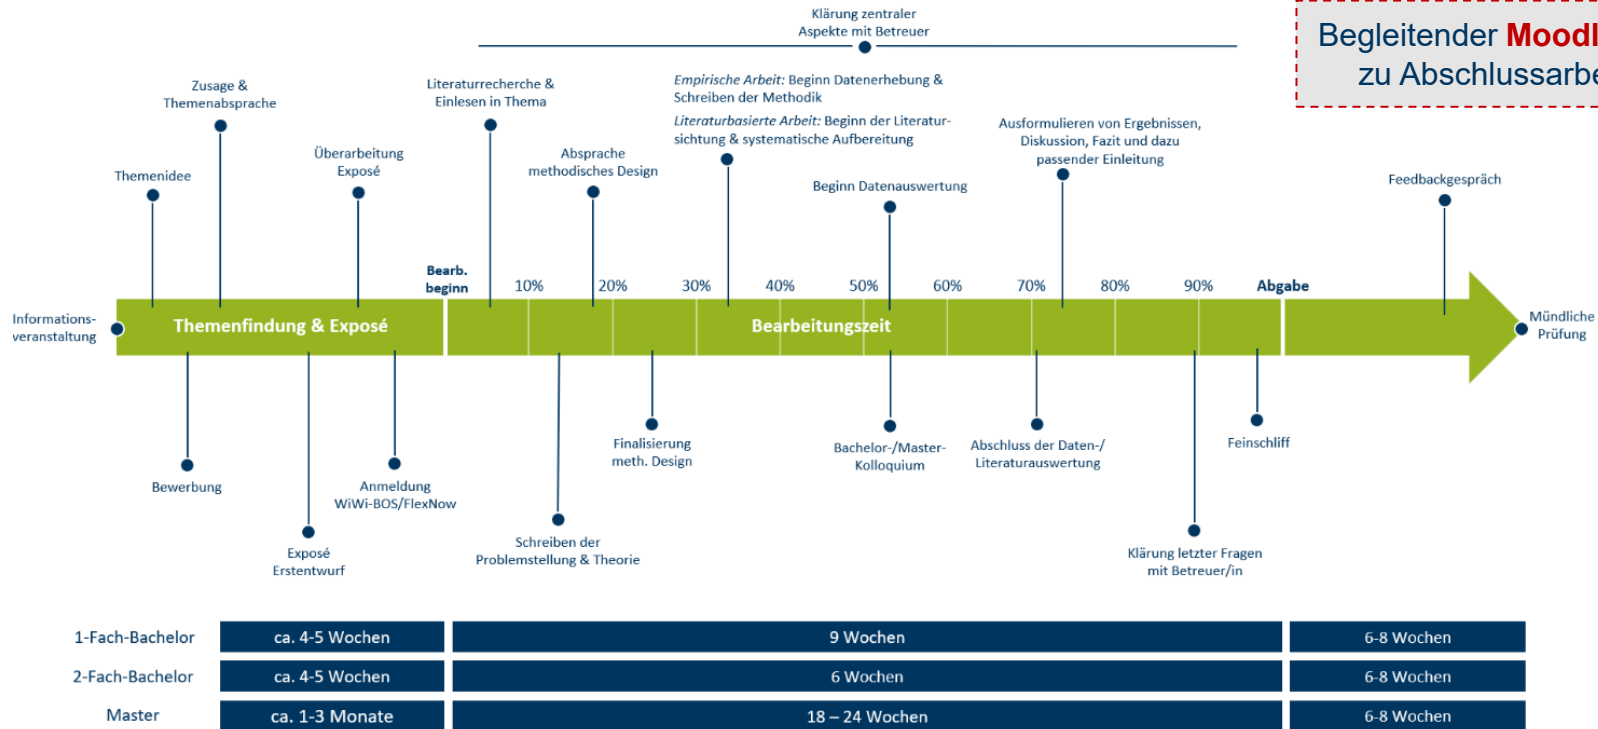 Klärung zentraler
Aspekte mit Betreuer
Begleitender
zu
Zusage &
Themenabsprache
Literaturrecherche &
Einlesen in Thema
Empirische Arbeit: Beginn Datenerhebung &
Schreiben der Methodik
Literaturbasierte Arbeit: Beginn der Literatur-
sichtung & systematische Aufbereitung
Ausformulieren von Ergebnissen,
Diskussion, Fazit und dazu
passender Einleitung
Überarbeitung
Exposé
Absprache
methodisches Design
Themenidee
Beginn Datenauswertung
Feedbackgespräch
Bearb.
beginn
10%
20%
30%
40%
50%
60%
70%
80%
90%
Abgabe
Informations-
veranstaltung
Themenfindung & Exposé
Bearbeitungszeit
Mündliche
Prüfung
Bewerbung
Anmeldung
WiWi-BOS/FlexNow
Exposé
Erstentwurf
Finalisierung
meth. Design
Schreiben der
Problemstellung & Theorie
Bachelor-/Master-
Kolloquium
Abschluss der Daten-/
Literaturauswertung
Feinschliff
Klärung letzter Fragen
mit Betreuer/in
1-Fach-Bachelor
ca. 4-5 Wochen
9 Wochen
6-8 Wochen
2-Fach-Bachelor
ca. 4-5 Wochen
6 Wochen
6-8 Wochen
Master
ca. 1-3 Monate
18 – 24 Wochen
6-8 Wochen